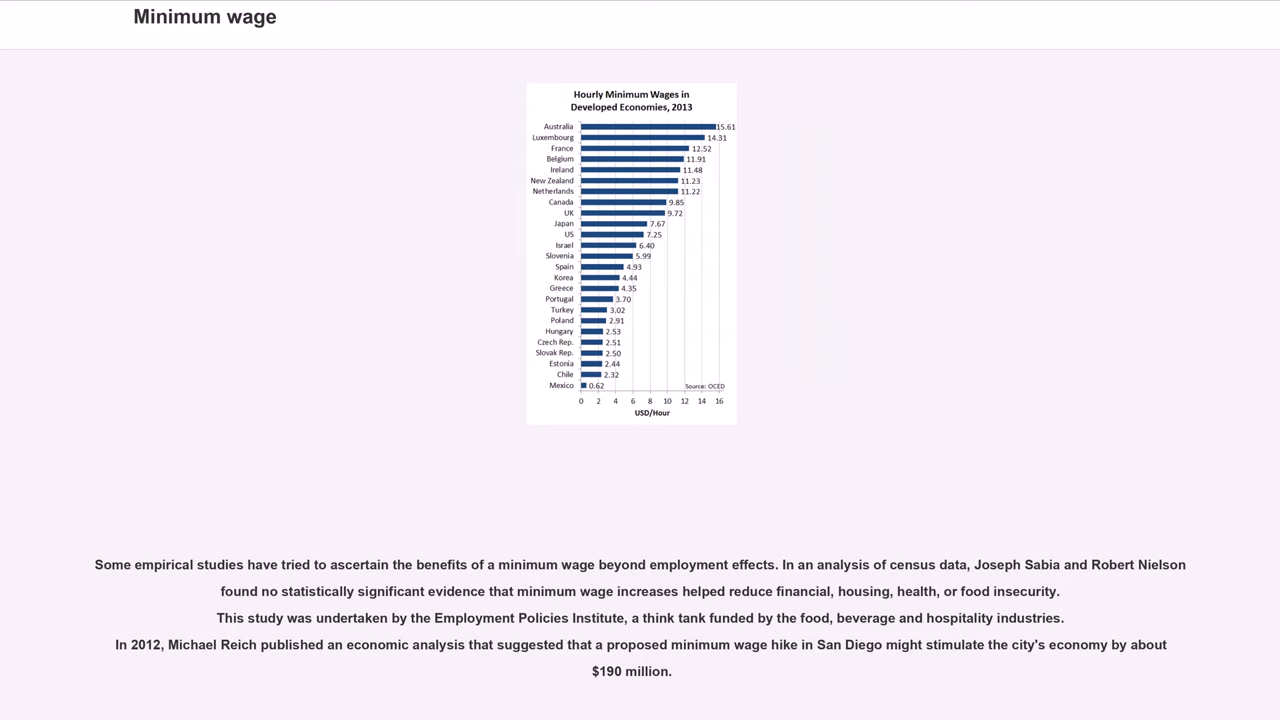 Minimum wage
Hourly Minimum Wages in
Developed Economies, 2013
Australia 15.61
Luxembourg 14.31
France 12.52
Belgium 11.91
Ireland 11.48
New Zealand 11.23
Netherlands 11.22
Canada 9.85
UK 9.72
Japan 7.67
US 7.25
Israel 6.40
Slovenia 5.99
Spain 4.93
Korea 4.44
Greece 4.35
Portugal 3.70
Turkey 3.02
Poland 2.91
Hungary 2.53
Czech Rep. 2.51
Slovak Rep. 2.50
Estonia 2.44
Chile 2.32
Mexico 0.62 Source: OCED
0 2 4 6 8 10 12 14 16
USD/Hour
Some empirical studies have tried to ascertain the benefits of a minimum wage beyond employment effects. In an analysis of census data, Joseph Sabia and Robert Nielson
found no statistically significant evidence that minimum wage increases helped reduce financial, housing, health, or food insecurity.
This study was undertaken by the Employment Policies Institute, a think tank funded by the food, beverage and hospitality industries.
In 2012, Michael Reich published an economic analysis that suggested that a proposed minimum wage hike in San Diego might stimulate the city's economy by about
$190 million.